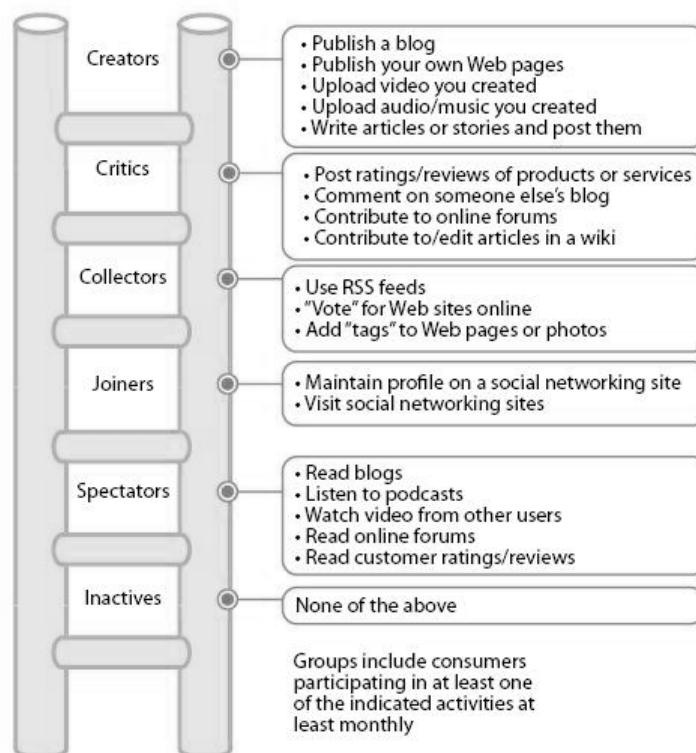 Creators
• Publish a blog
• Publish your own Web pages
• Upload video you created
• Upload audio/music you created
• Write articles or stories and post them
Critics
• Post ratings/reviews of products or services
• Comment on someone else’s blog
• Contribute to online forums
• Contribute to/edit articles in a wiki
Collectors
• Use RSS feeds
• “Vote” for Web sites online
• Add “tags” to Web pages or photos
Joiners
• Maintain profile on a social networking site
• Visit social networking sites
Spectators
• Read blogs
• Listen to podcasts
• Watch video from other users
• Read online forums
• Read customer ratings/reviews
Inactives
None of the above
Groups include consumers
participating in at least one
of the indicated activities at
least monthly